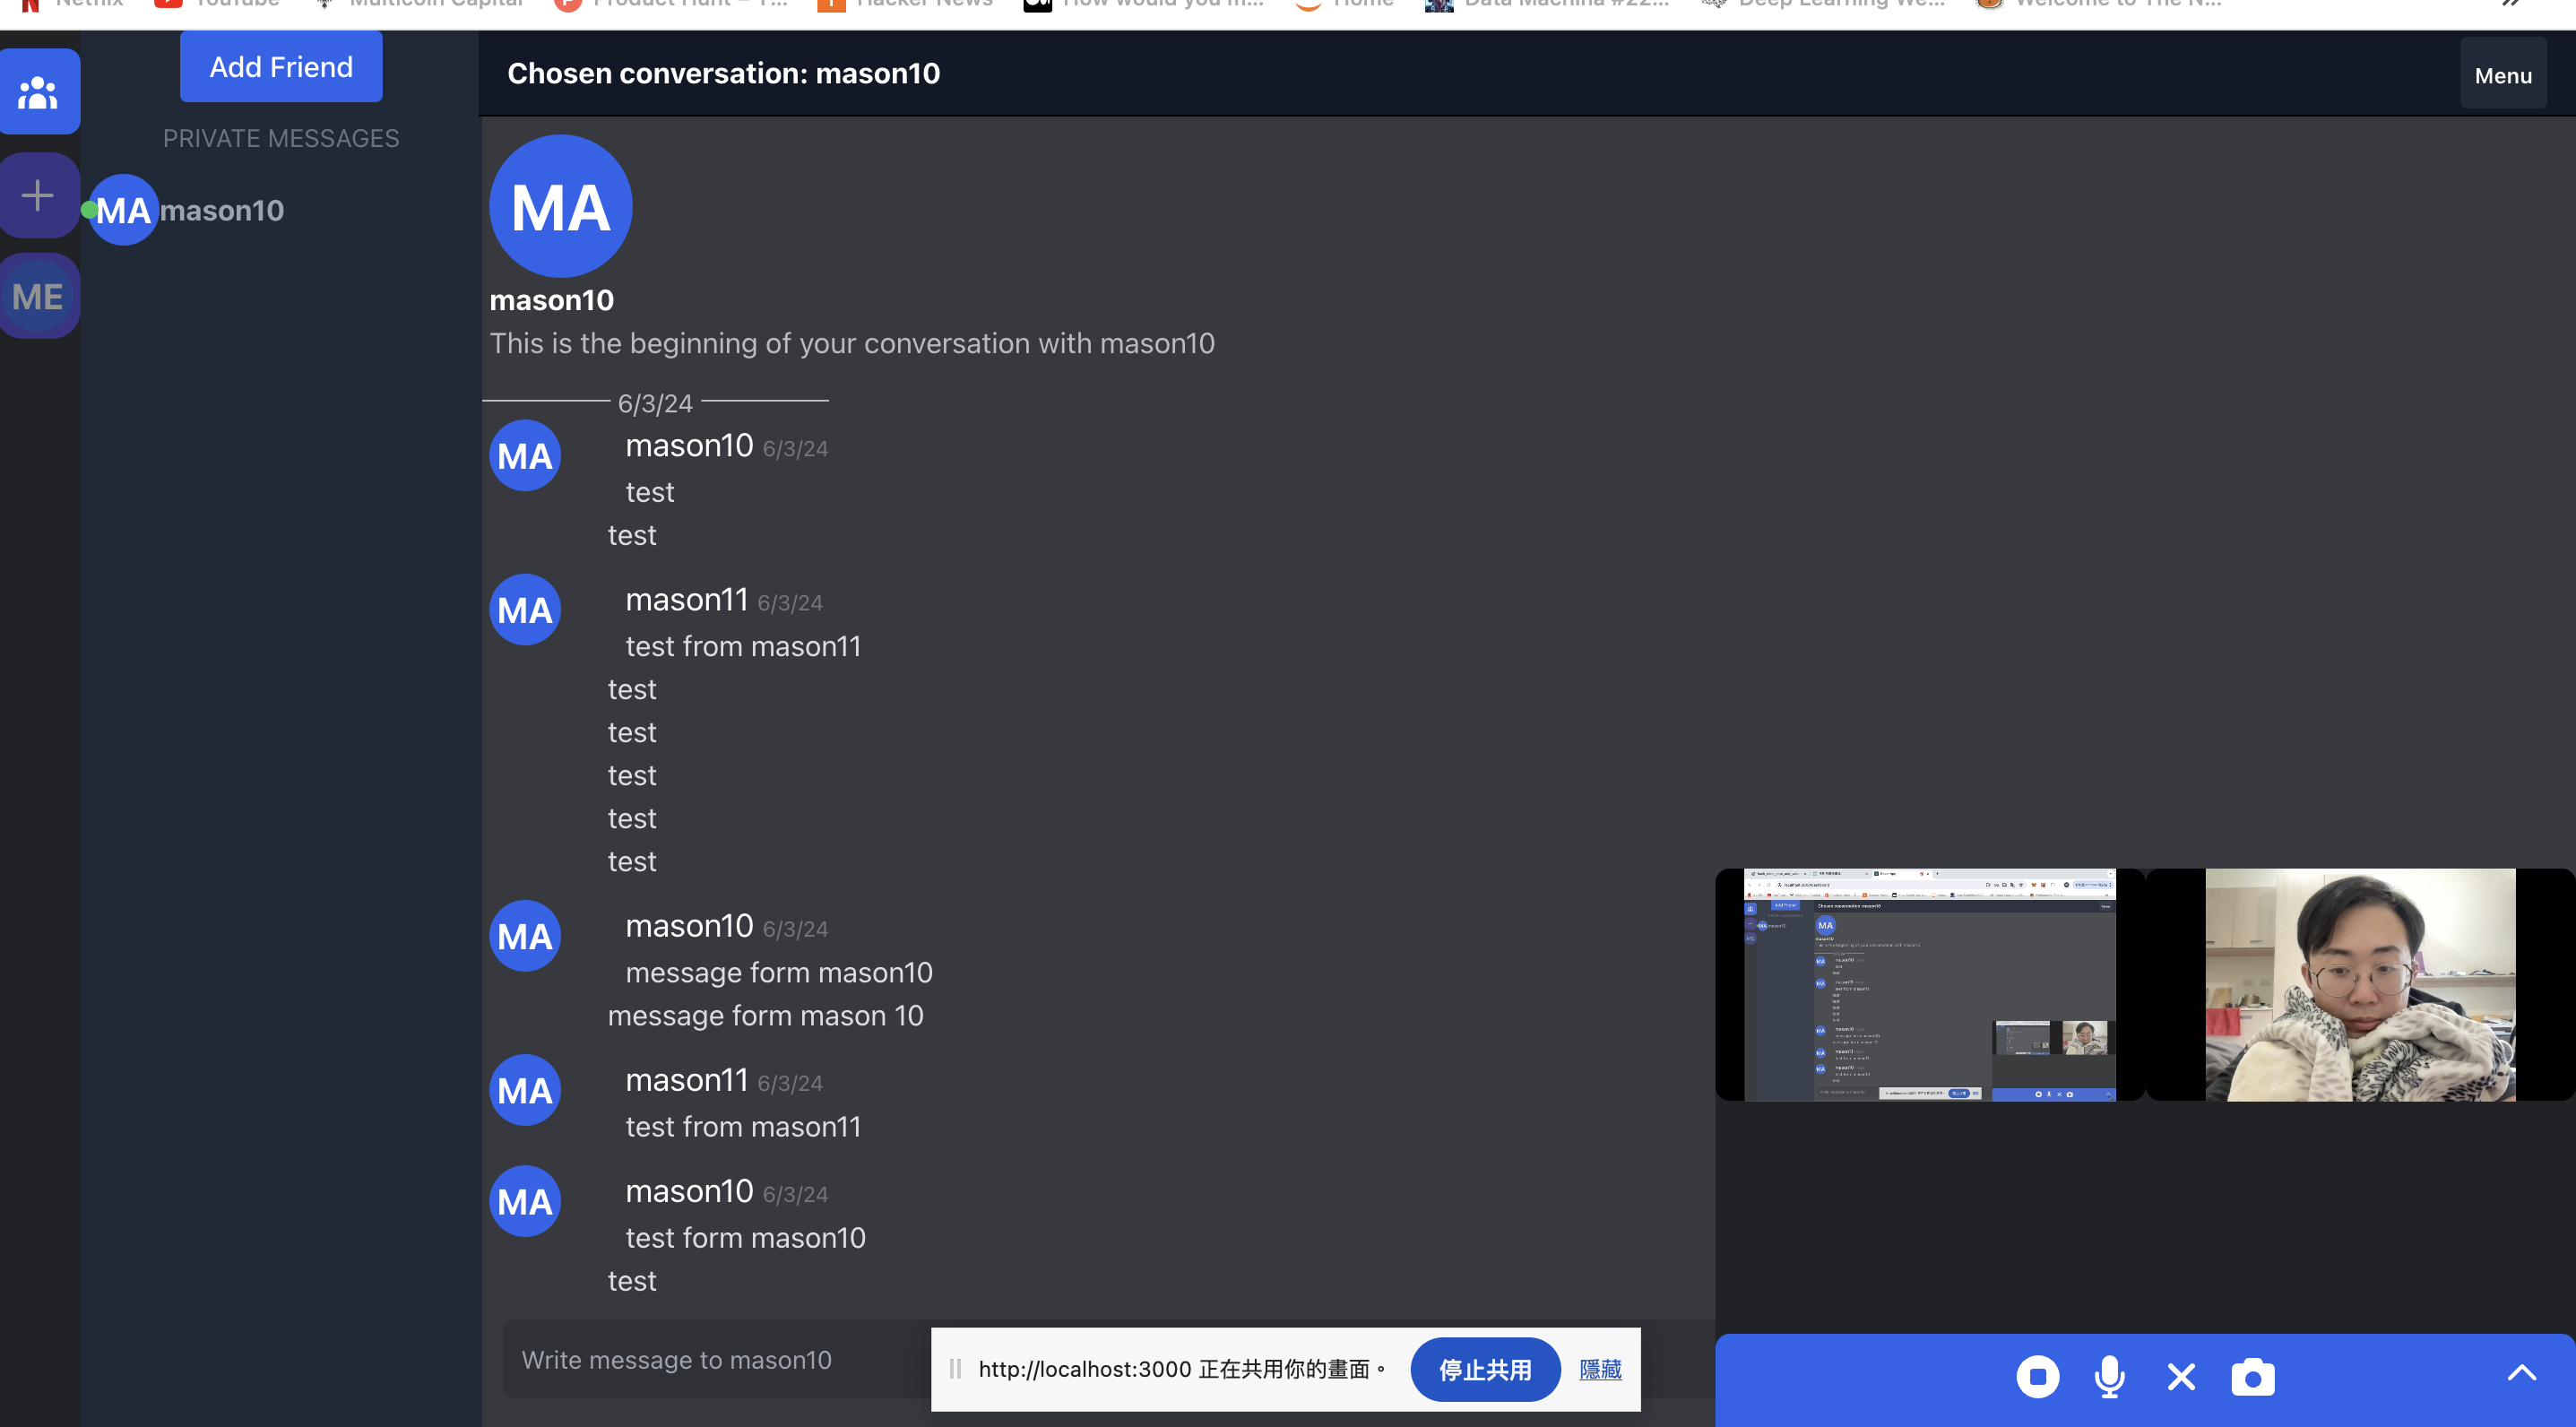 Netflix YouTube Multicoin Capital Product Hunt – T... Hacker News How would you m... Home Data Machina #22... Deep Learning We... Welcome to The N...
Add Friend
PRIVATE MESSAGES
MA mason10
ME
Chosen conversation: mason10
Menu
MA
mason10
This is the beginning of your conversation with mason10
6/3/24
MA
mason10 6/3/24
test
test
MA
mason11 6/3/24
test from mason11
test
test
test
test
test
MA
mason10 6/3/24
message form mason10
message form mason 10
MA
mason11 6/3/24
test from mason11
MA
mason10 6/3/24
test form mason10
test
Write message to mason10
http://localhost:3000 正在共用你的畫面。 停止共用 隱藏